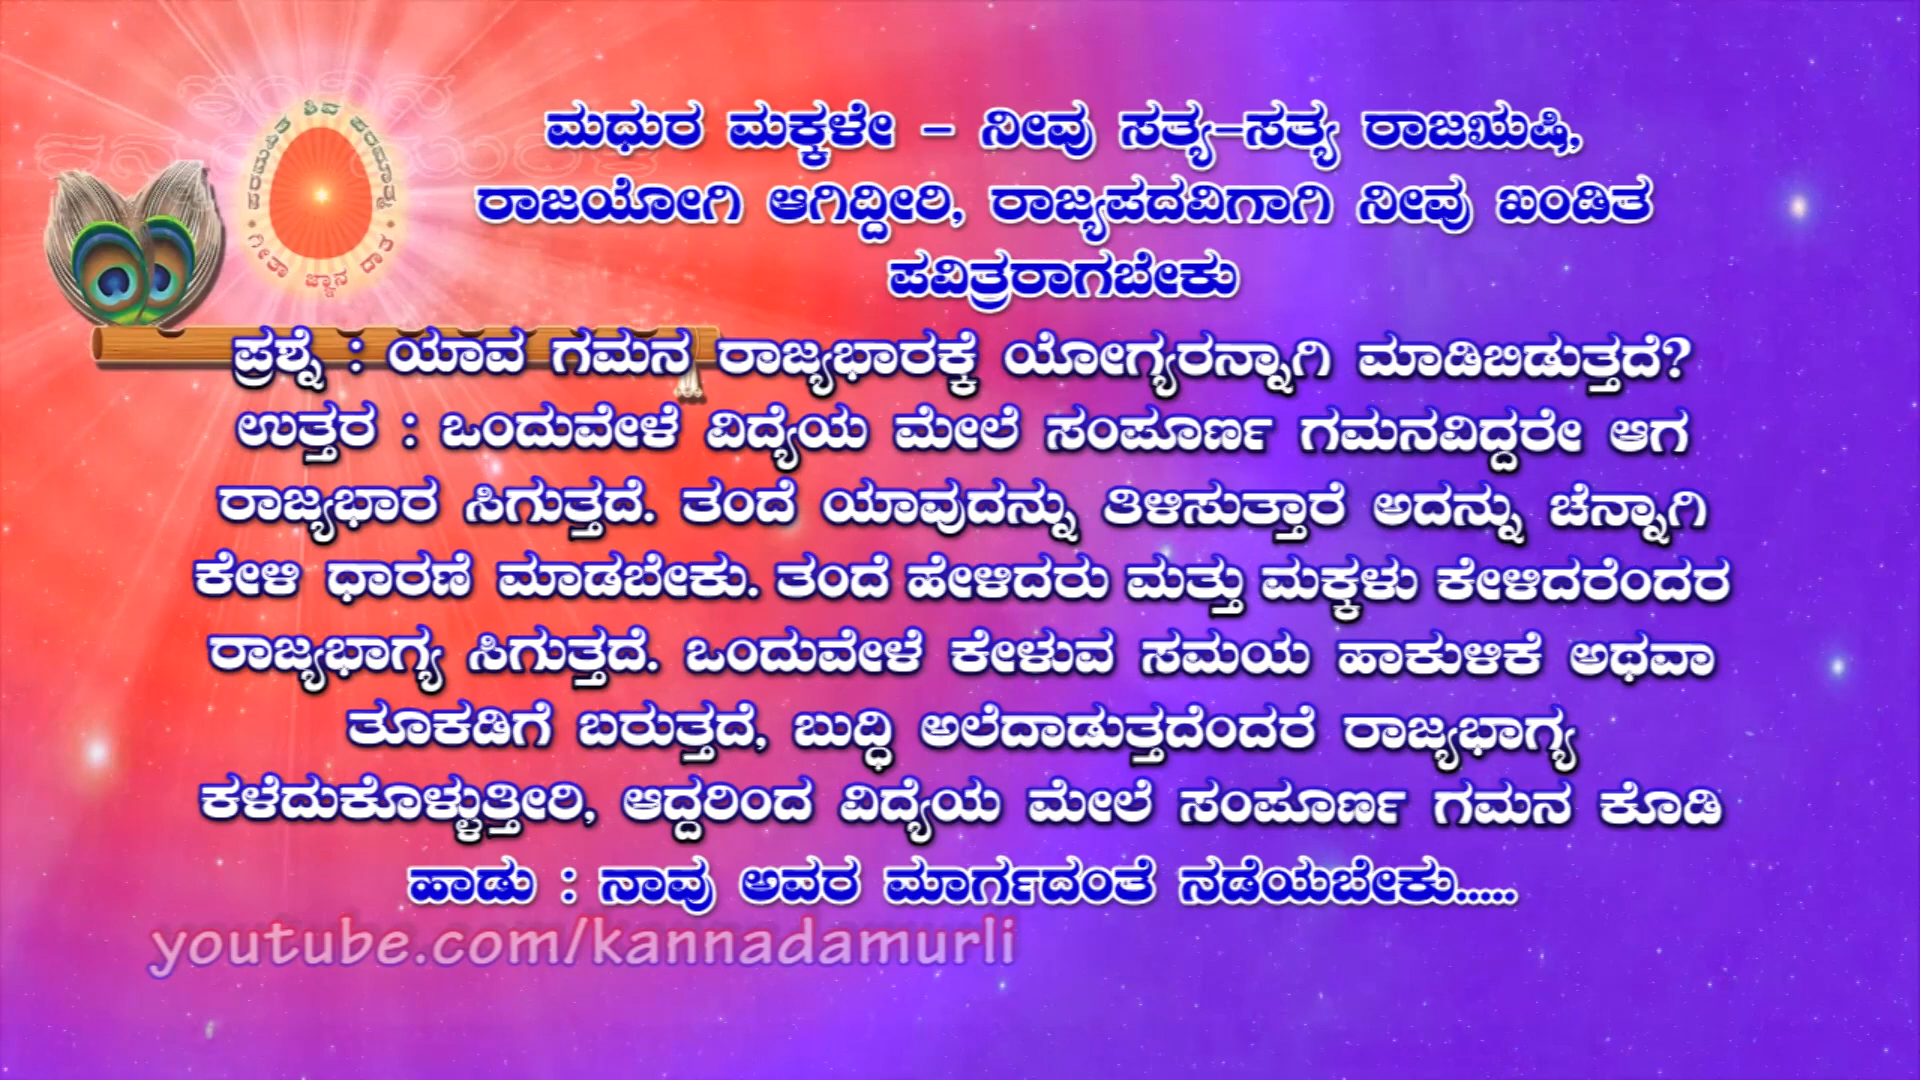 ಪರಮಪಿತ ಶಿವ ಪರಮಾತ್ಮ
ಗೀತಾ ಜ್ಞಾನ ದಾತ
ಮಧುರ ಮಕ್ಕಳೇ – ನೀವು ಸತ್ಯ-ಸತ್ಯ ರಾಜಋಷಿ,
ರಾಜಯೋಗಿ ಆಗಿದ್ದೀರಿ, ರಾಜ್ಯಪದವಿಗಾಗಿ ನೀವು ಖಂಡಿತ
ಪವಿತ್ರರಾಗಬೇಕು
ಪ್ರಶ್ನೆ : ಯಾವ ಗಮನ ರಾಜ್ಯಭಾರಕ್ಕೆ ಯೋಗ್ಯರನ್ನಾಗಿ ಮಾಡಿಬಿಡುತ್ತದೆ?
ಉತ್ತರ : ಒಂದುವೇಳೆ ವಿದ್ಯೆಯ ಮೇಲೆ ಸಂಪೂರ್ಣ ಗಮನವಿದ್ದರೇ ಆಗ
ರಾಜ್ಯಭಾರ ಸಿಗುತ್ತದೆ. ತಂದೆ ಯಾವುದನ್ನು ತಿಳಿಸುತ್ತಾರೆ ಅದನ್ನು ಚೆನ್ನಾಗಿ
ಕೇಳಿ ಧಾರಣೆ ಮಾಡಬೇಕು. ತಂದೆ ಹೇಳಿದರು ಮತ್ತು ಮಕ್ಕಳು ಕೇಳಿದರೆಂದರ
ರಾಜ್ಯಭಾಗ್ಯ ಸಿಗುತ್ತದೆ. ಒಂದುವೇಳೆ ಕೇಳುವ ಸಮಯ ಹಾಕುಳಿಕೆ ಅಥವಾ
ತೂಕಡಿಗೆ ಬರುತ್ತದೆ, ಬುದ್ಧಿ ಅಲೆದಾಡುತ್ತದೆಂದರೆ ರಾಜ್ಯಭಾಗ್ಯ
ಕಳೆದುಕೊಳ್ಳುತ್ತೀರಿ, ಆದ್ದರಿಂದ ವಿದ್ಯೆಯ ಮೇಲೆ ಸಂಪೂರ್ಣ ಗಮನ ಕೊಡಿ
ಹಾಡು : ನಾವು ಅವರ ಮಾರ್ಗದಂತೆ ನಡೆಯಬೇಕು.....
youtube.com/kannadamurli